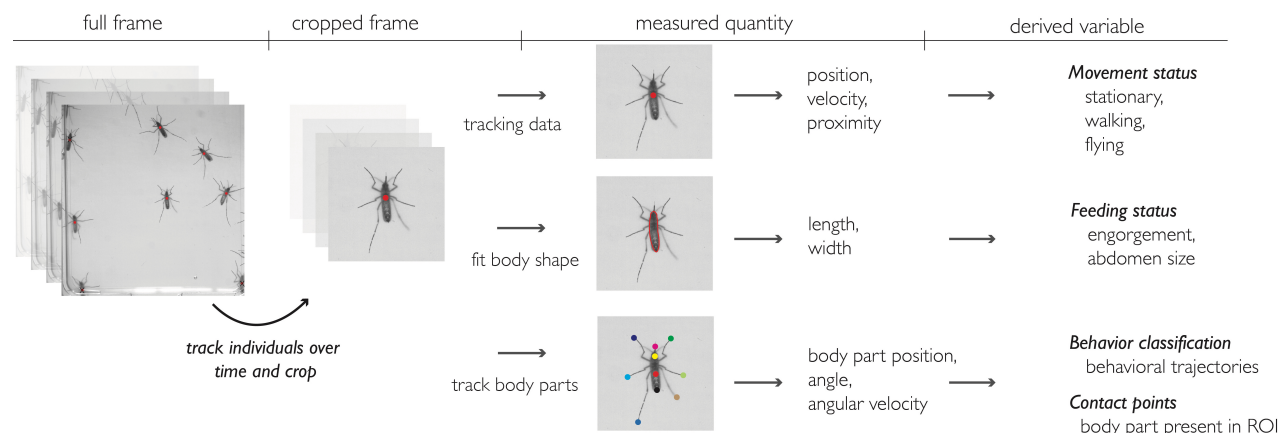 full frame
cropped frame
measured quantity
derived variable
tracking data
position,
velocity,
proximity
Movement status
stationary,
walking,
flying
fit body shape
length,
width
Feeding status
engorgement,
abdomen size
track individuals over
time and crop
track body parts
body part position,
angle,
angular velocity
Behavior classification
behavioral trajectories
Contact points
body part present in ROI